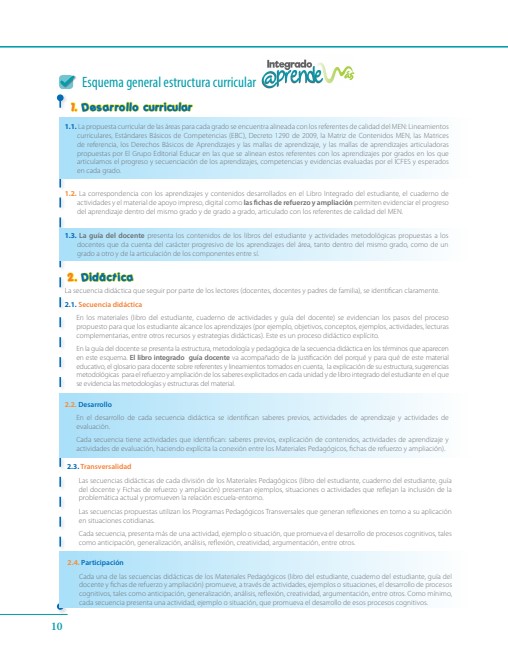 Esquema general estructura curricular
Integrado
@prende
más
1. Desarrollo curricular
1.1. La propuesta curricular de las áreas para cada grado se encuentra alineada con los referentes de calidad del MEN: Lineamientos
curriculares, Estándares Básicos de Competencias (EBC), Decreto 1290 de 2009, la Matriz de Contenidos MEN, las Matrices
de referencia, los Derechos Básicos de Aprendizajes y las mallas de aprendizaje, y las mallas de aprendizajes articuladoras
propuestas por El Grupo Editorial Educar en las que se alinean estos referentes con los aprendizajes por grados en los que
articulamos el progreso y secuenciación de los aprendizajes, competencias y evidencias evaluadas por el ICFES y esperados
en cada grado.
1.2. La correspondencia con los aprendizajes y contenidos desarrollados en el Libro Integrado del estudiante, el cuaderno de
actividades y el material de apoyo impreso, digital como las fichas de refuerzo y ampliación permiten evidenciar el progreso
del aprendizaje dentro del mismo grado y de grado a grado, articulado con los referentes de calidad del MEN.
1.3. La guía del docente presenta los contenidos de los libros del estudiante y actividades metodológicas propuestas a los
docentes que da cuenta del carácter progresivo de los aprendizajes del área, tanto dentro del mismo grado, como de un
grado a otro y de la articulación de los componentes entre sí.
2. Didáctica
La secuencia didáctica que seguir por parte de los lectores (docentes, docentes y padres de familia), se identifican claramente.
2.1. Secuencia didáctica
En los materiales (libro del estudiante, cuaderno de actividades y guía del docente) se evidencian los pasos del proceso
propuesto para que los estudiante alcance los aprendizajes (por ejemplo, objetivos, conceptos, ejemplos, actividades, lecturas
complementarias, entre otros recursos y estrategias didácticas). Este es un proceso didáctico explícito.
En la guía del docente se presenta la estructura, metodología y pedagógica de la secuencia didáctica en los términos que aparecen
en este esquema. El libro integrado guía docente va acompañado de la justificación del porqué y para qué de este material
educativo, el glosario para docente sobre referentes y lineamientos tomados en cuenta, la explicación de su estructura, sugerencias
metodológicas para el refuerzo y ampliación de los saberes explicitados en cada unidad y de libro integrado del estudiante en el que
se evidencia las metodologías y estructuras del material.
2.2. Desarrollo
En el desarrollo de cada secuencia didáctica se identifican saberes previos, actividades de aprendizaje y actividades de
evaluación.
Cada secuencia tiene actividades que identifican saberes previos, explicación de contenidos, actividades de aprendizaje y
actividades de evaluación, haciendo explícita la conexión entre los Materiales Pedagógicos, fichas de refuerzo y ampliación).
2.3. Transversalidad
Las secuencias didácticas de cada división de los Materiales Pedagógicos (libro del estudiante, cuaderno del estudiante, guía
del docente y Fichas de refuerzo y ampliación) presentan ejemplos, situaciones o actividades que reflejan la inclusión de la
problemática actual y promueven la relación escuela-entorno.
Las secuencias propuestas utilizan los Programas Pedagógicos Transversales que generan reflexiones en torno a su aplicación
en situaciones cotidianas.
Cada secuencia, presenta más de una actividad, ejemplo o situación, que promueva el desarrollo de procesos cognitivos, tales
como anticipación, generalización, análisis, reflexión, creatividad, argumentación, entre otros.
2.4. Participación
Cada una de las secuencias didácticas de los Materiales Pedagógicos (libro del estudiante, cuaderno del estudiante, guía del
docente y fichas de refuerzo y ampliación) promueve, a través de actividades, ejemplos o situaciones, el desarrollo de procesos
cognitivos, tales como anticipación, generalización, análisis, reflexión, creatividad, argumentación, entre otros. Como mínimo,
cada secuencia presenta una actividad, ejemplo o situación, que promueva el desarrollo de esos procesos cognitivos.
10